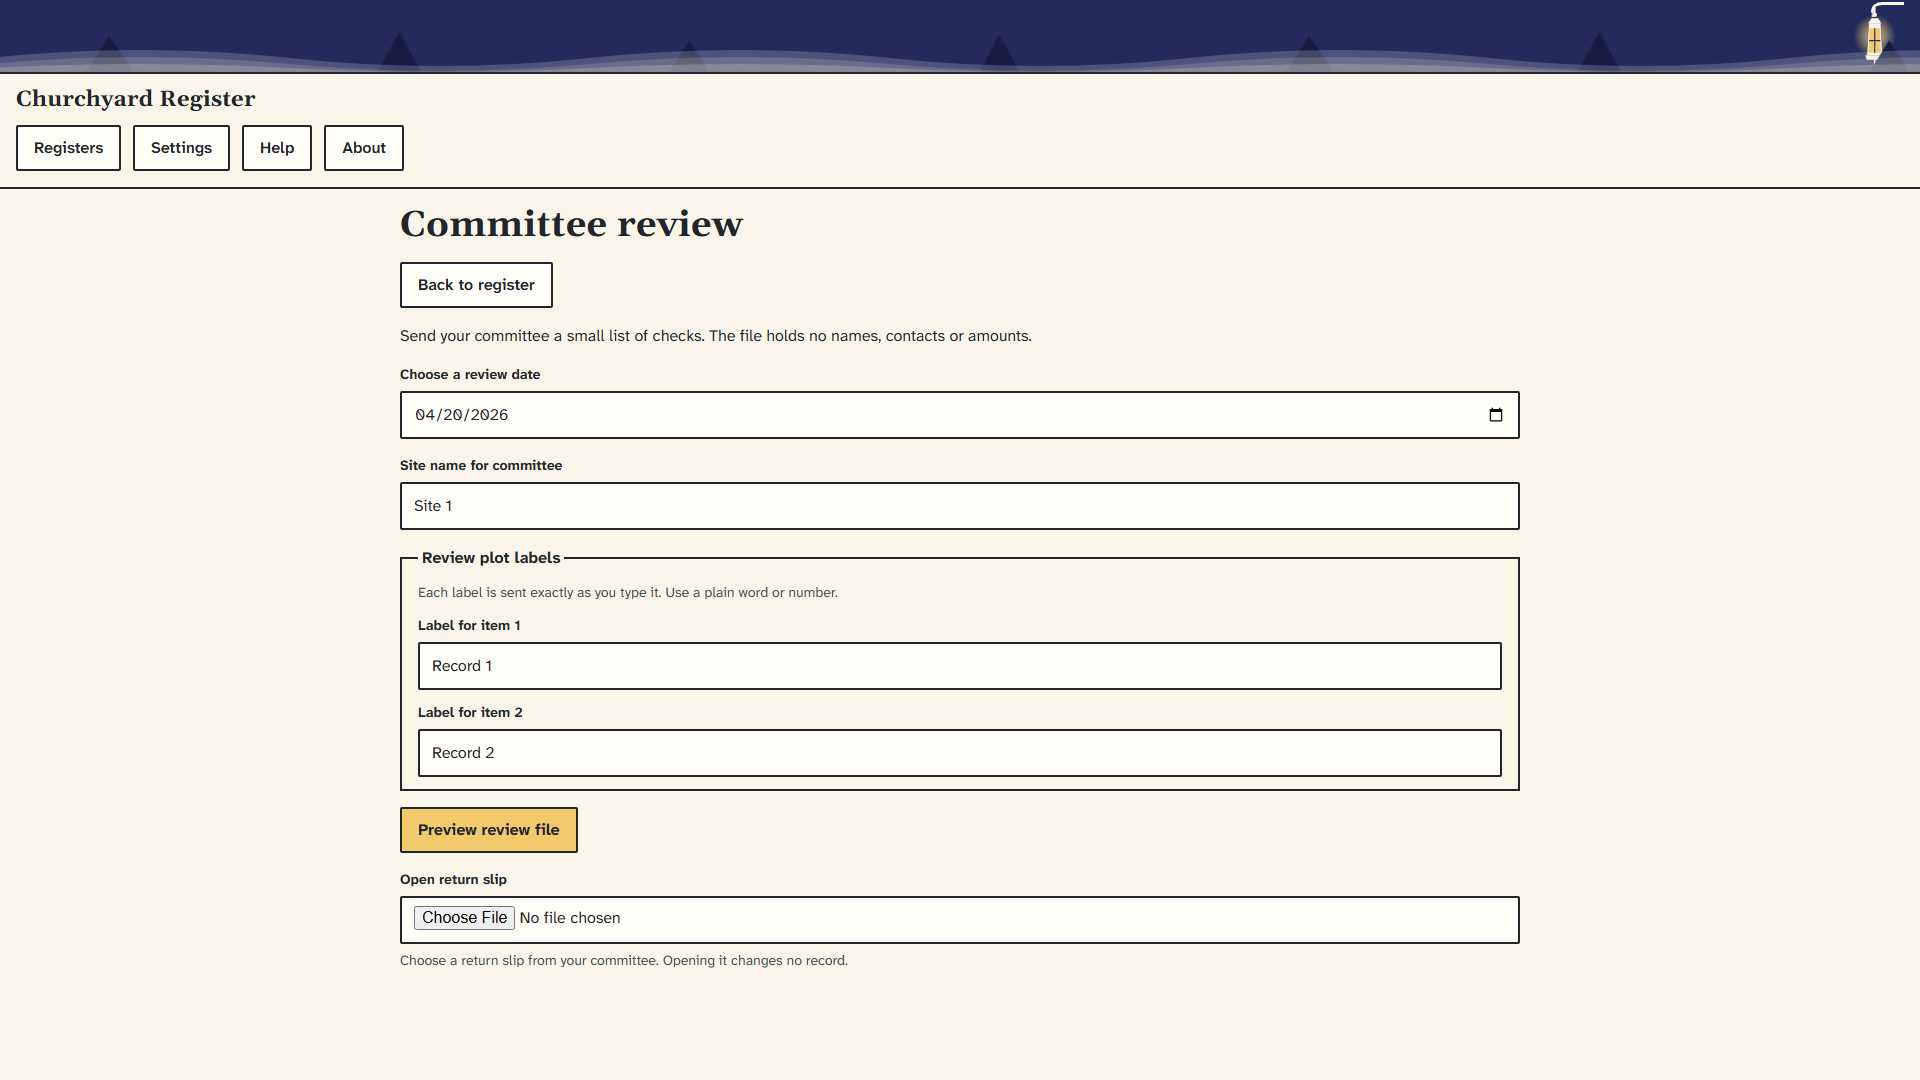 Churchyard Register
Registers
Settings
Help
About
Committee review
Back to register
Send your committee a small list of checks. The file holds no names, contacts or amounts.
Choose a review date
04/20/2026
Site name for committee
Site 1
Review plot labels
Each label is sent exactly as you type it. Use a plain word or number.
Label for item 1
Record 1
Label for item 2
Record 2
Preview review file
Open return slip
Choose File No file chosen
Choose a return slip from your committee. Opening it changes no record.